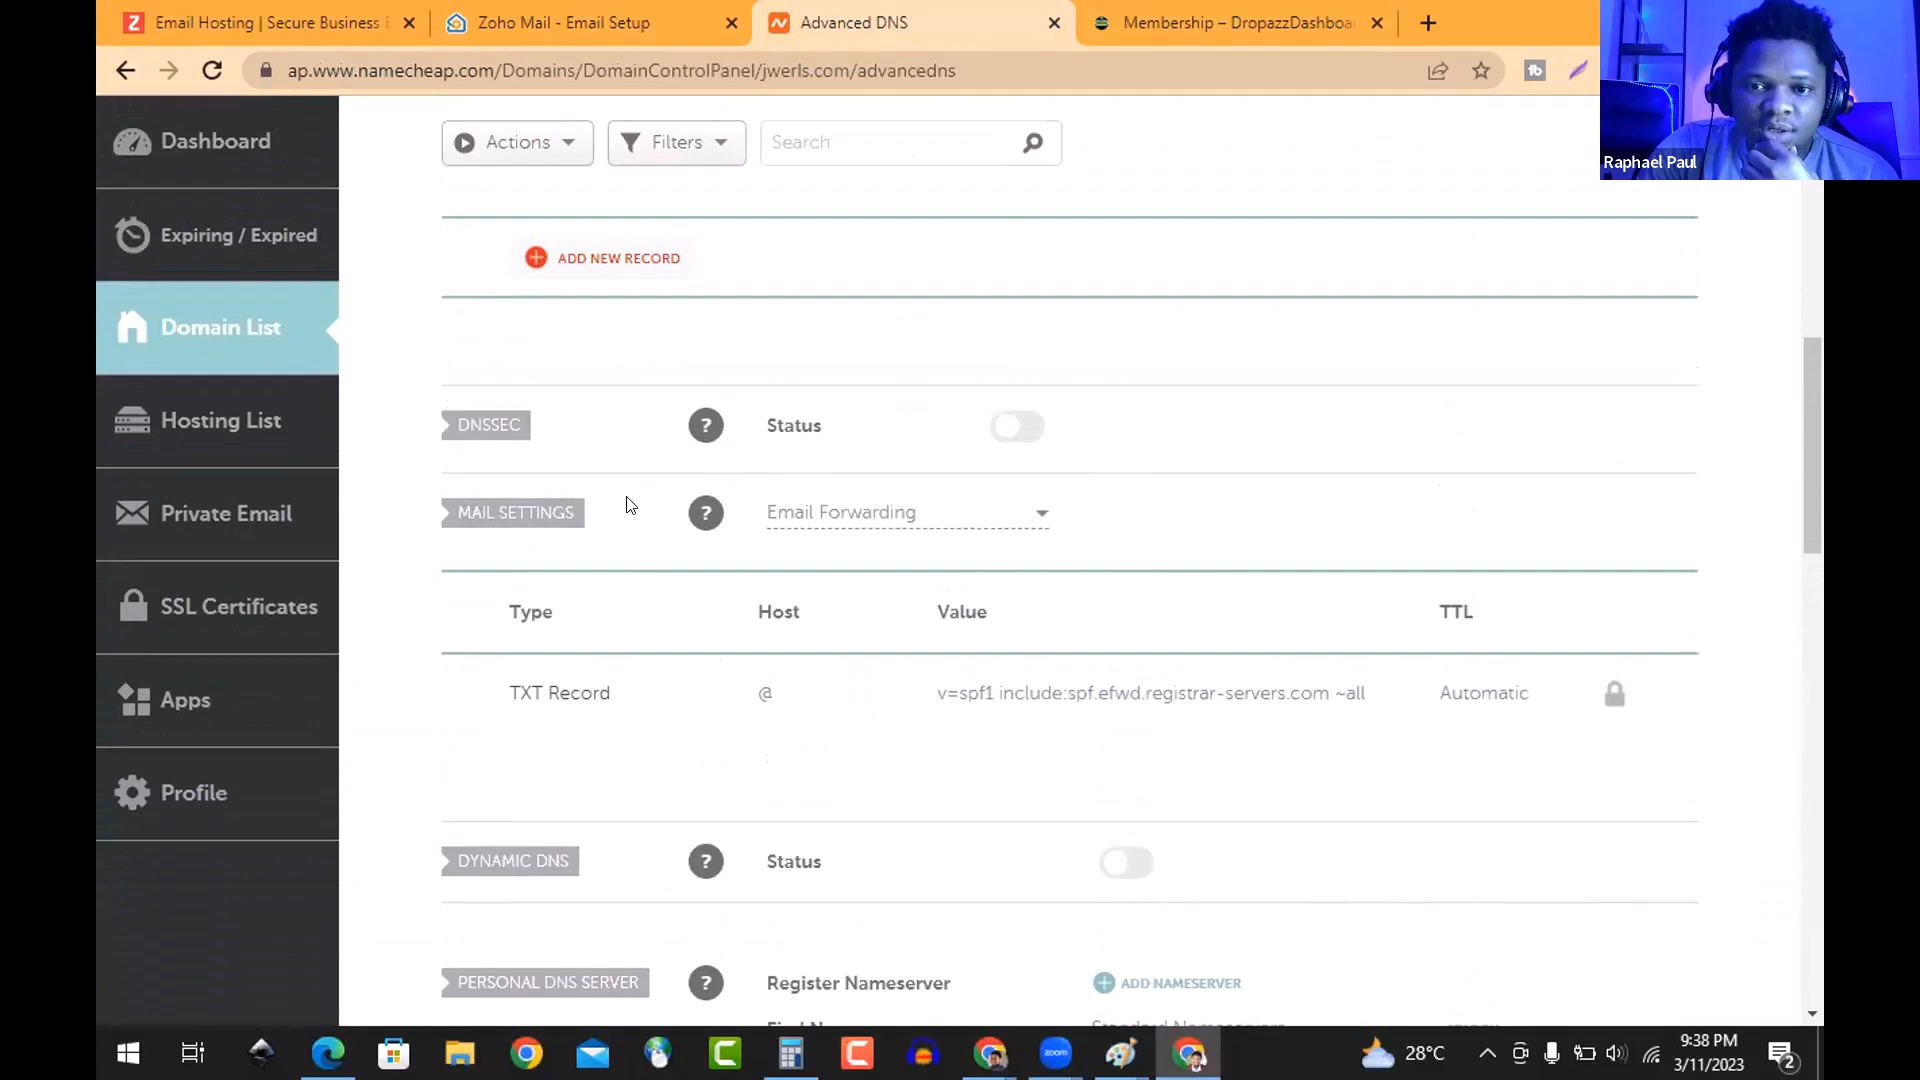 Email Hosting | Secure Business E
Zoho Mail - Email Setup
Advanced DNS
Membership – DropazzDashboa
ap.www.namecheap.com/Domains/DomainControlPanel/jwerls.com/advancedns
Raphael Paul
Dashboard
Expiring / Expired
Domain List
Hosting List
Private Email
SSL Certificates
Apps
Profile
Actions
Filters
Search
ADD NEW RECORD
DNSSEC
?
Status
MAIL SETTINGS
?
Email Forwarding
Type
Host
Value
TTL
TXT Record
@
v=spf1 include:spf.efwd.registrar-servers.com ~all
Automatic
DYNAMIC DNS
?
Status
PERSONAL DNS SERVER
?
Register Nameserver
ADD NAMESERVER
zoom
28°C
9:38 PM
3/11/2023
2